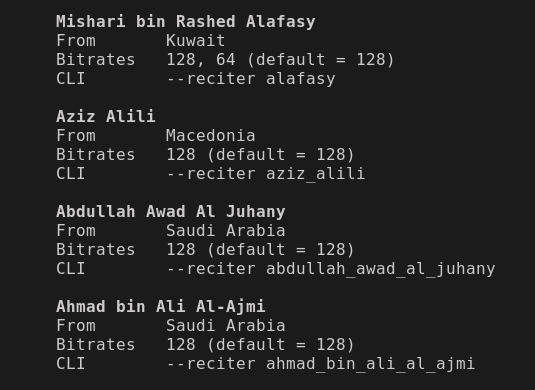 Mishari bin Rashed Alafasy
From Kuwait
Bitrates 128, 64 (default = 128)
CLI --reciter alafasy
Aziz Alili
From Macedonia
Bitrates 128 (default = 128)
CLI --reciter aziz_alili
Abdullah Awad Al Juhany
From Saudi Arabia
Bitrates 128 (default = 128)
CLI --reciter abdullah_awad_al_juhany
Ahmad bin Ali Al-Ajmi
From Saudi Arabia
Bitrates 128 (default = 128)
CLI --reciter ahmad_bin_ali_al_ajmi